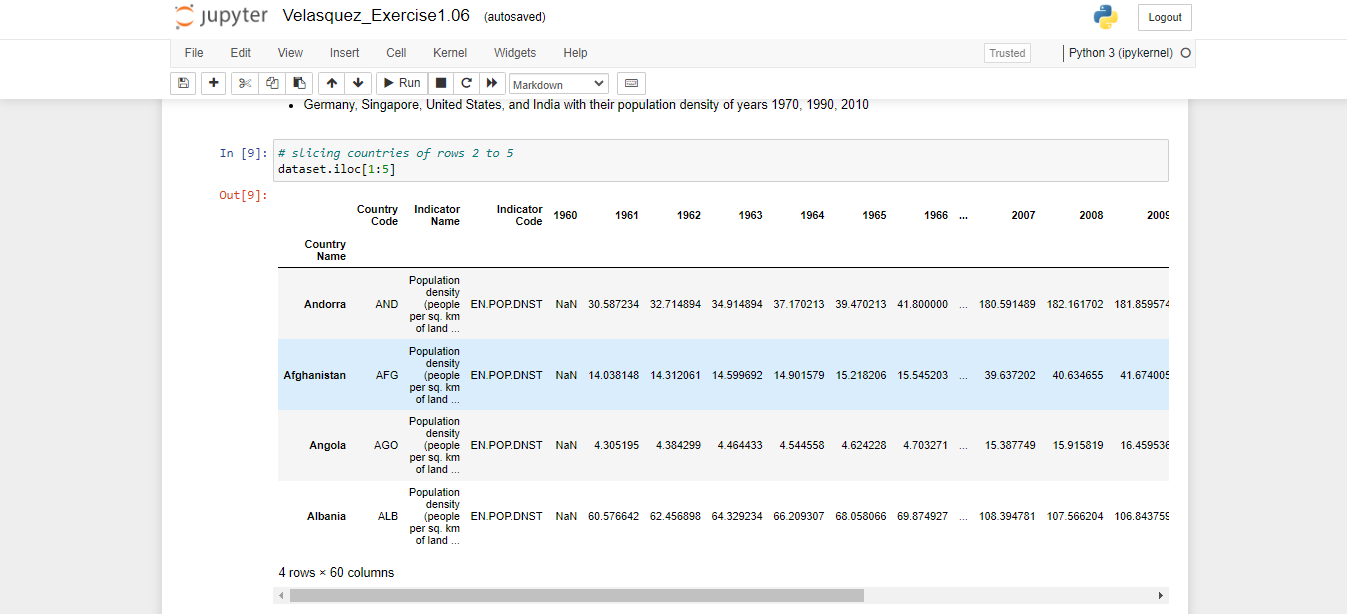 jupyter Velasquez_Exercise1.06 (autosaved) Logout
File Edit View Insert Cell Kernel Widgets Help Trusted Python 3 (ipykernel)
Run Markdown
• Germany, Singapore, United States, and India with their population density of years 1970, 1990, 2010
In [9]: # slicing countries of rows 2 to 5
dataset.iloc[1:5]
Out[9]:
Country Code Indicator Name Indicator Code 1960 1961 1962 1963 1964 1965 1966 ... 2007 2008 2009
Country Name
Andorra AND Population density (people per sq. km of land ... EN.POP.DNST NaN 30.587234 32.714894 34.914894 37.170213 39.470213 41.800000 ... 180.591489 182.161702 181.859574
Afghanistan AFG Population density (people per sq. km of land ... EN.POP.DNST NaN 14.038148 14.312061 14.599692 14.901579 15.218206 15.545203 ... 39.637202 40.634655 41.674005
Angola AGO Population density (people per sq. km of land ... EN.POP.DNST NaN 4.305195 4.384299 4.464433 4.544558 4.624228 4.703271 ... 15.387749 15.915819 16.459536
Albania ALB Population density (people per sq. km of land ... EN.POP.DNST NaN 60.576642 62.456898 64.329234 66.209307 68.058066 69.874927 ... 108.394781 107.566204 106.843759
4 rows × 60 columns